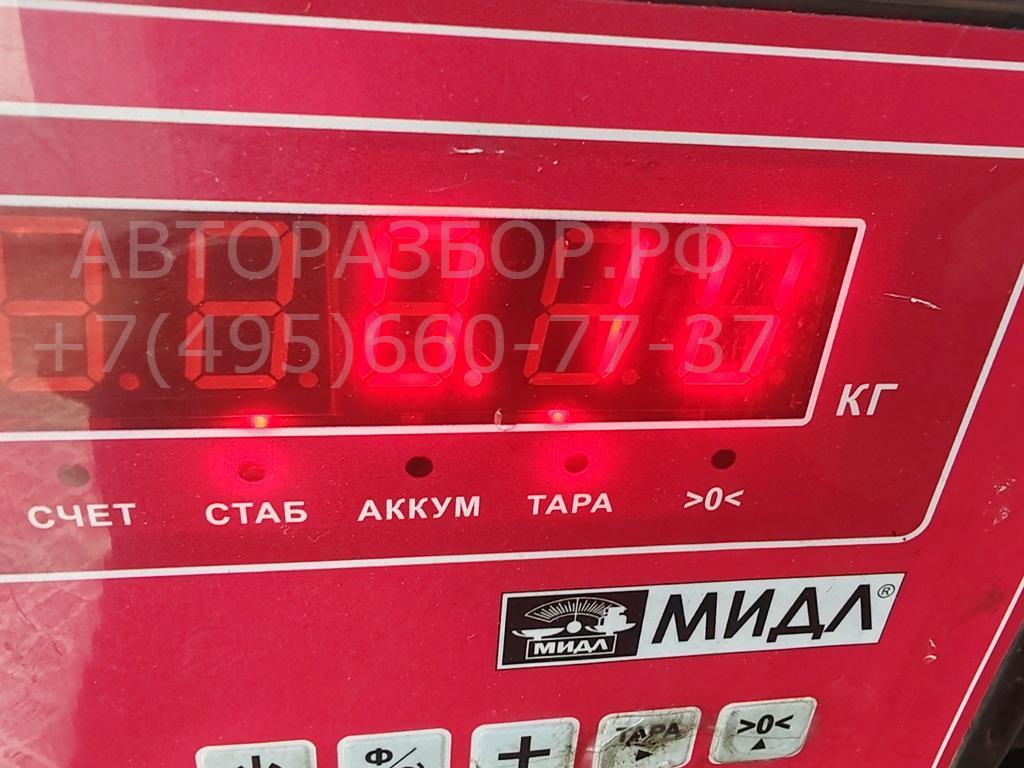 АВТОРАЗБОР.РФ
+7(495)660-77-37
КГ
СЧЕТ СТАБ АККУМ ТАРА >0<
МИДЛ МИДЛ®
+ ТАРА >0<